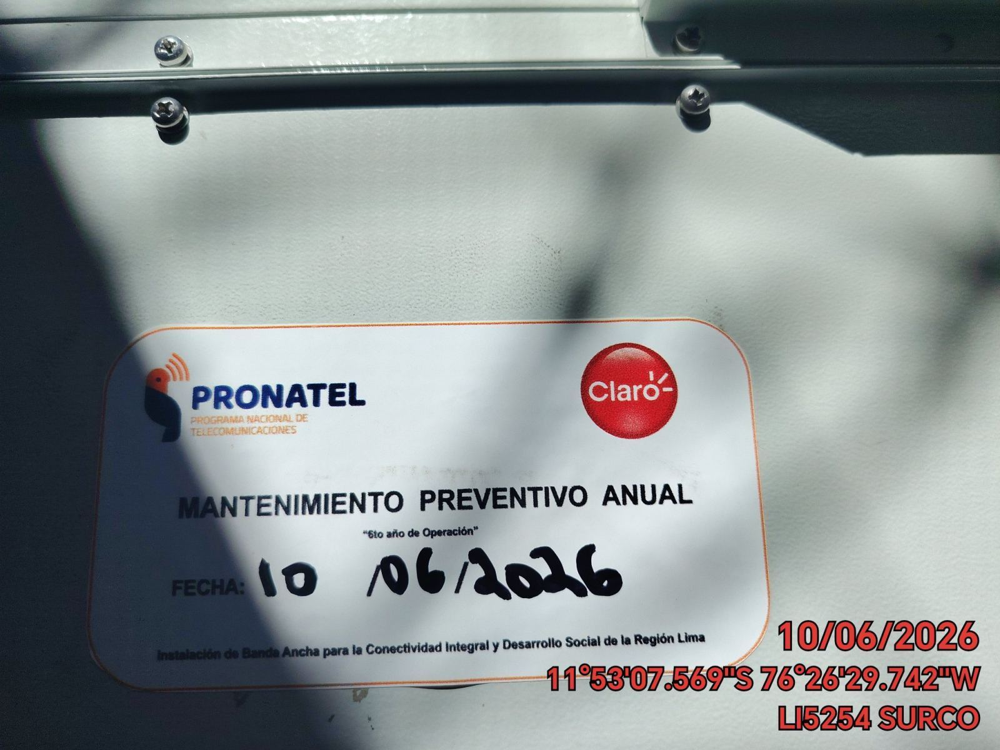 PRONATEL
PROGRAMA NACIONAL DE
TELECOMUNICACIONES
Claro
MANTENIMIENTO PREVENTIVO ANUAL
"6to año de Operación"
FECHA: 10 /06/2026
Instalación de Banda Ancha para la Conectividad Integral y Desarrollo Social de la Región Lima
10/06/2026
11°53'07.569"S 76°26'29.742"W
LI5254 SURCO